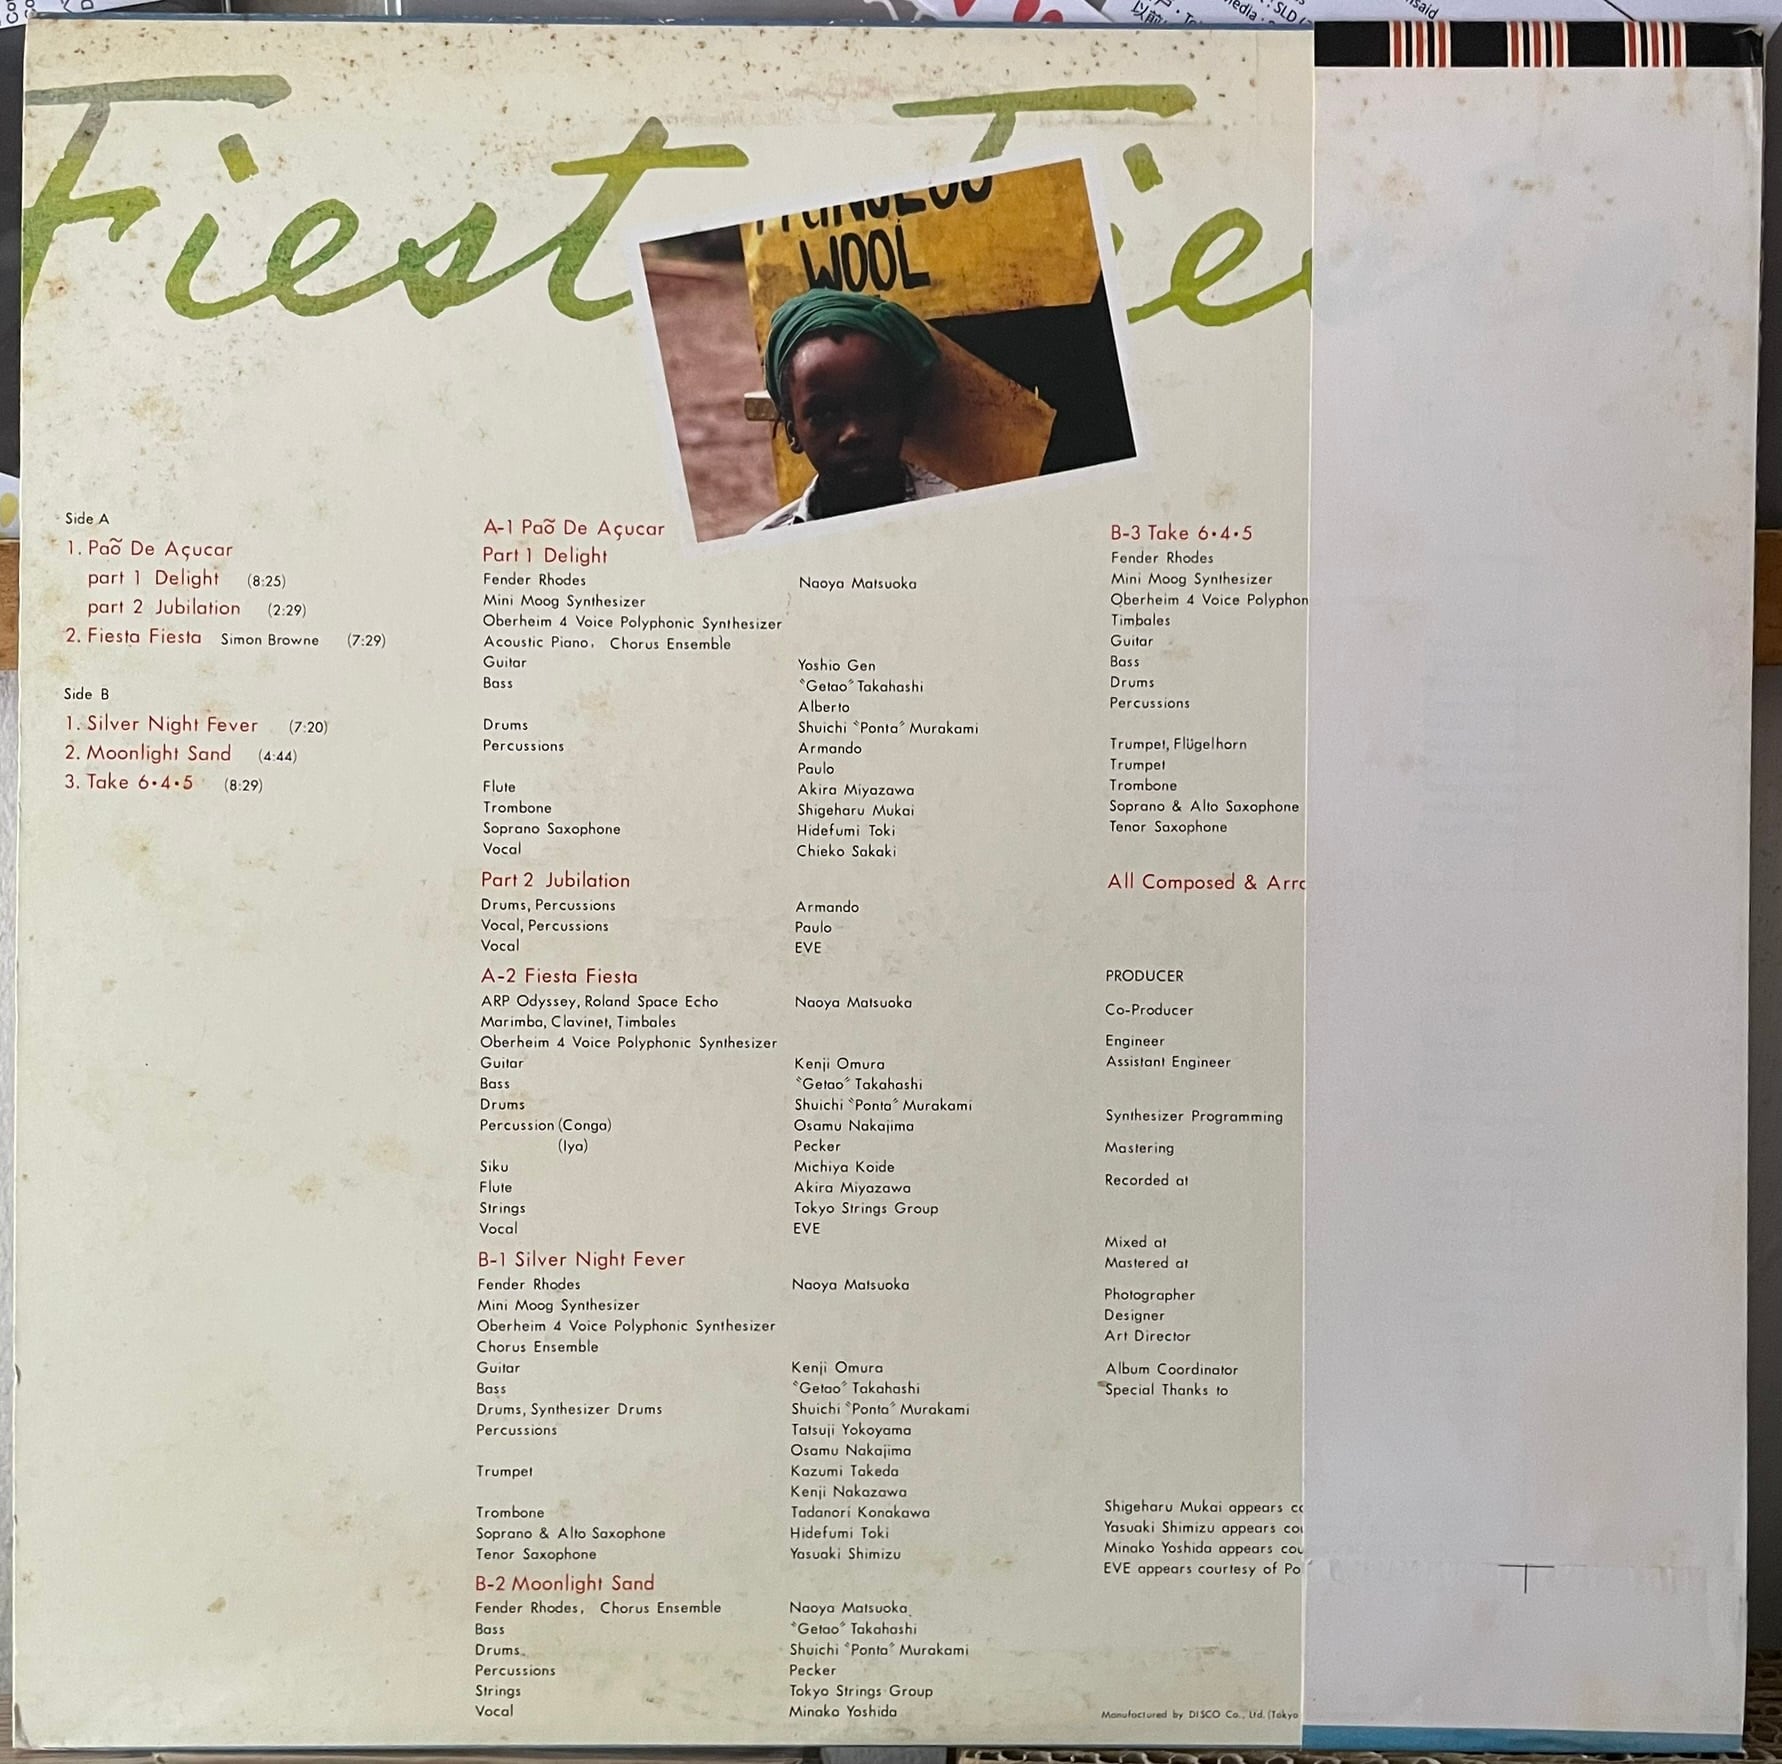 Fiest
Fie
WOOL
Side A
1. Paõ De Açucar
part 1 Delight (8:25)
part 2 Jubilation (2:29)
2. Fiesta Fiesta Simon Browne (7:29)
Side B
1. Silver Night Fever (7:20)
2. Moonlight Sand (4:44)
3. Take 6•4•5 (8:29)
A-1 Paõ De Açucar
Part 1 Delight
Fender Rhodes Naoya Matsuoka
Mini Moog Synthesizer
Oberheim 4 Voice Polyphonic Synthesizer
Acoustic Piano, Chorus Ensemble
Guitar Yoshio Gen
Bass "Getao" Takahashi
Alberto
Drums Shuichi "Ponta" Murakami
Percussions Armando
Paulo
Flute Akira Miyazawa
Trombone Shigeharu Mukai
Soprano Saxophone Hidefumi Toki
Vocal Chieko Sakaki
Part 2 Jubilation
Drums, Percussions Armando
Vocal, Percussions Paulo
Vocal EVE
A-2 Fiesta Fiesta
ARP Odyssey, Roland Space Echo Naoya Matsuoka
Marimba, Clavinet, Timbales
Oberheim 4 Voice Polyphonic Synthesizer
Guitar Kenji Omura
Bass "Getao" Takahashi
Drums Shuichi "Ponta" Murakami
Percussion (Conga) Osamu Nakajima
(Iya) Pecker
Siku Michiya Koide
Flute Akira Miyazawa
Strings Tokyo Strings Group
Vocal EVE
B-1 Silver Night Fever
Fender Rhodes Naoya Matsuoka
Mini Moog Synthesizer
Oberheim 4 Voice Polyphonic Synthesizer
Chorus Ensemble
Guitar Kenji Omura
Bass "Getao" Takahashi
Drums, Synthesizer Drums Shuichi "Ponta" Murakami
Percussions Tatsuji Yokoyama
Osamu Nakajima
Trumpet Kazumi Takeda
Kenji Nakazawa
Trombone Tadanori Konakawa
Soprano & Alto Saxophone Hidefumi Toki
Tenor Saxophone Yasuaki Shimizu
B-2 Moonlight Sand
Fender Rhodes, Chorus Ensemble Naoya Matsuoka
Bass "Getao" Takahashi
Drums Shuichi "Ponta" Murakami
Percussions Pecker
Strings Tokyo Strings Group
Vocal Minako Yoshida
B-3 Take 6•4•5
Fender Rhodes
Mini Moog Synthesizer
Oberheim 4 Voice Polyphon
Timbales
Guitar
Bass
Drums
Percussions
Trumpet, Flügelhorn
Trumpet
Trombone
Soprano & Alto Saxophone
Tenor Saxophone
All Composed & Arra
PRODUCER
Co-Producer
Engineer
Assistant Engineer
Synthesizer Programming
Mastering
Recorded at
Mixed at
Mastered at
Photographer
Designer
Art Director
Album Coordinator
Special Thanks to
Shigeharu Mukai appears co
Yasuaki Shimizu appears cou
Minako Yoshida appears cou
EVE appears courtesy of Po
Manufactured by DISCO Co., Ltd. (Tokyo